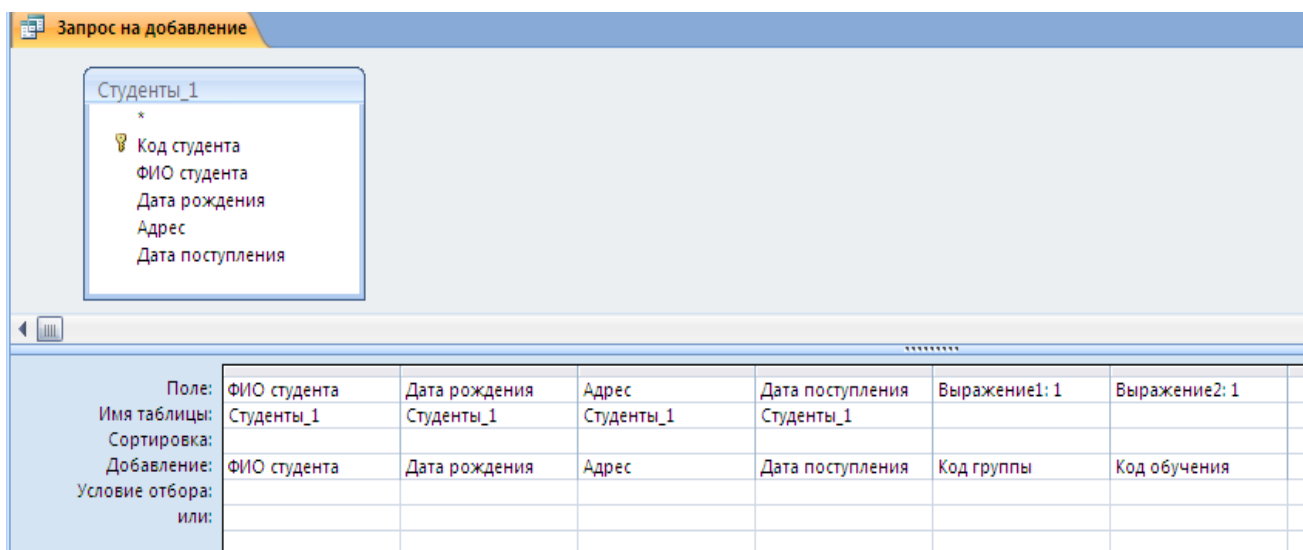 Запрос на добавление
Студенты_1
*
Код студента
ФИО студента
Дата рождения
Адрес
Дата поступления
Поле: ФИО студента Дата рождения Адрес Дата поступления Выражение1: 1 Выражение2: 1
Имя таблицы: Студенты_1 Студенты_1 Студенты_1 Студенты_1
Сортировка:
Добавление: ФИО студента Дата рождения Адрес Дата поступления Код группы Код обучения
Условие отбора:
или: